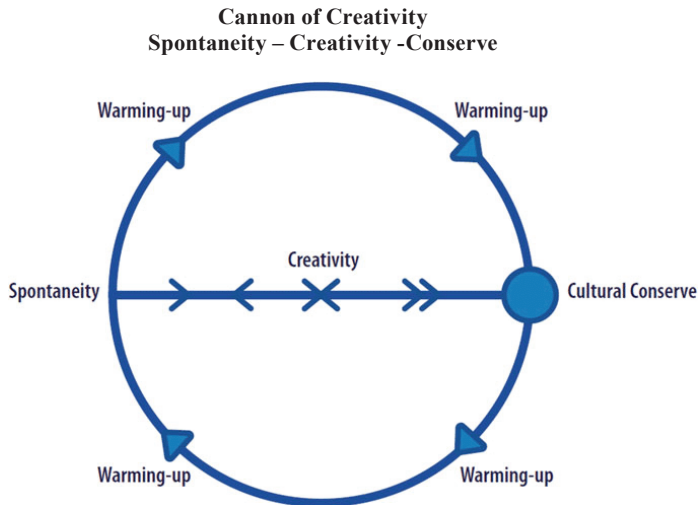 Cannon of Creativity
Spontaneity – Creativity -Conserve
Warming-up
Warming-up
Creativity
Spontaneity
Cultural Conserve
Warming-up
Warming-up